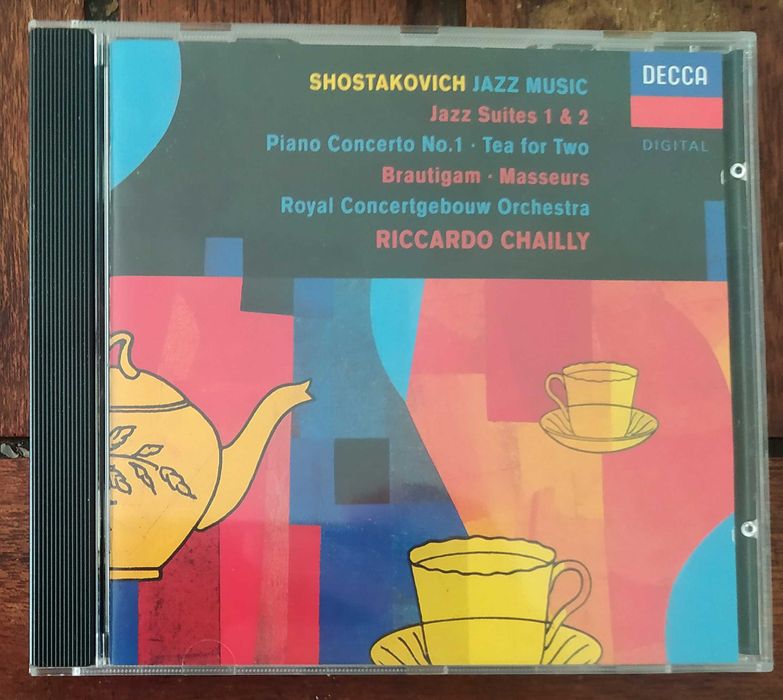 SHOSTAKOVICH JAZZ MUSIC
Jazz Suites 1 & 2
Piano Concerto No.1 · Tea for Two
Brautigam · Masseurs
Royal Concertgebouw Orchestra
RICCARDO CHAILLY
DECCA
DIGITAL